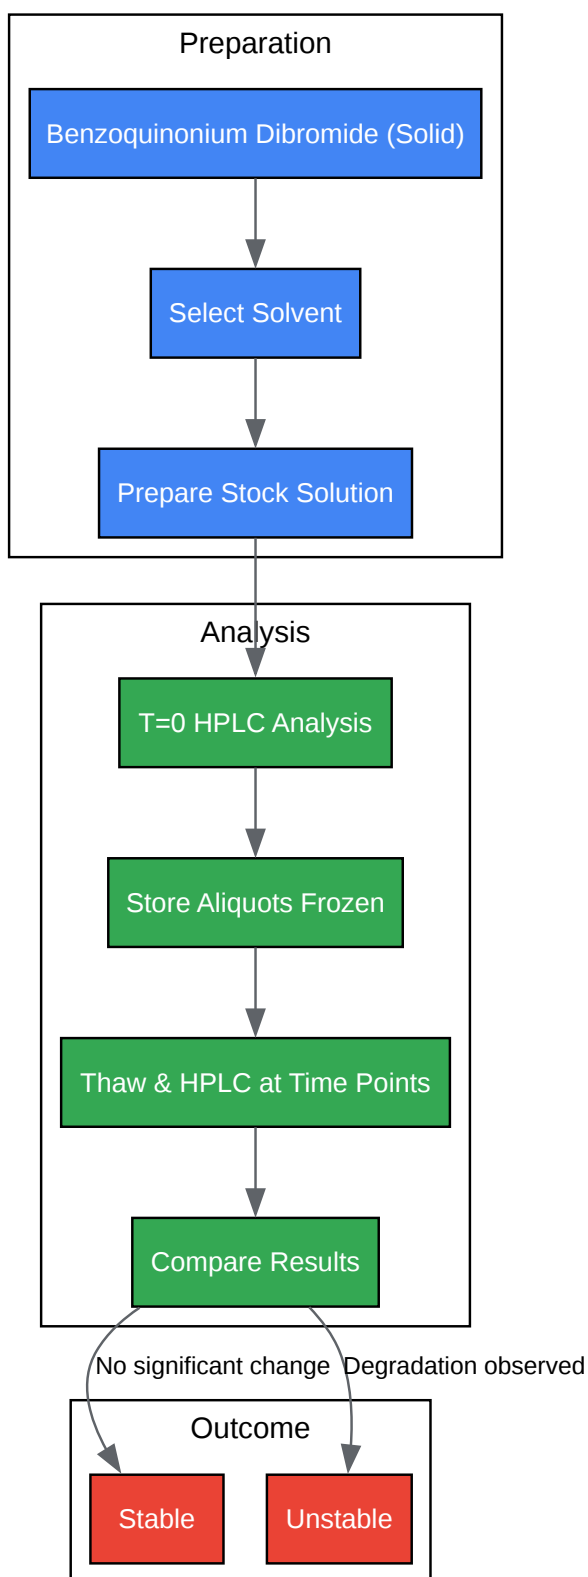 Preparation
Benzoquinonium Dibromide (Solid)
Select Solvent
Prepare Stock Solution
Analysis
T=0 HPLC Analysis
Store Aliquots Frozen
Thaw & HPLC at Time Points
Compare Results
No significant change
Degradation observed
Outcome
Stable
Unstable